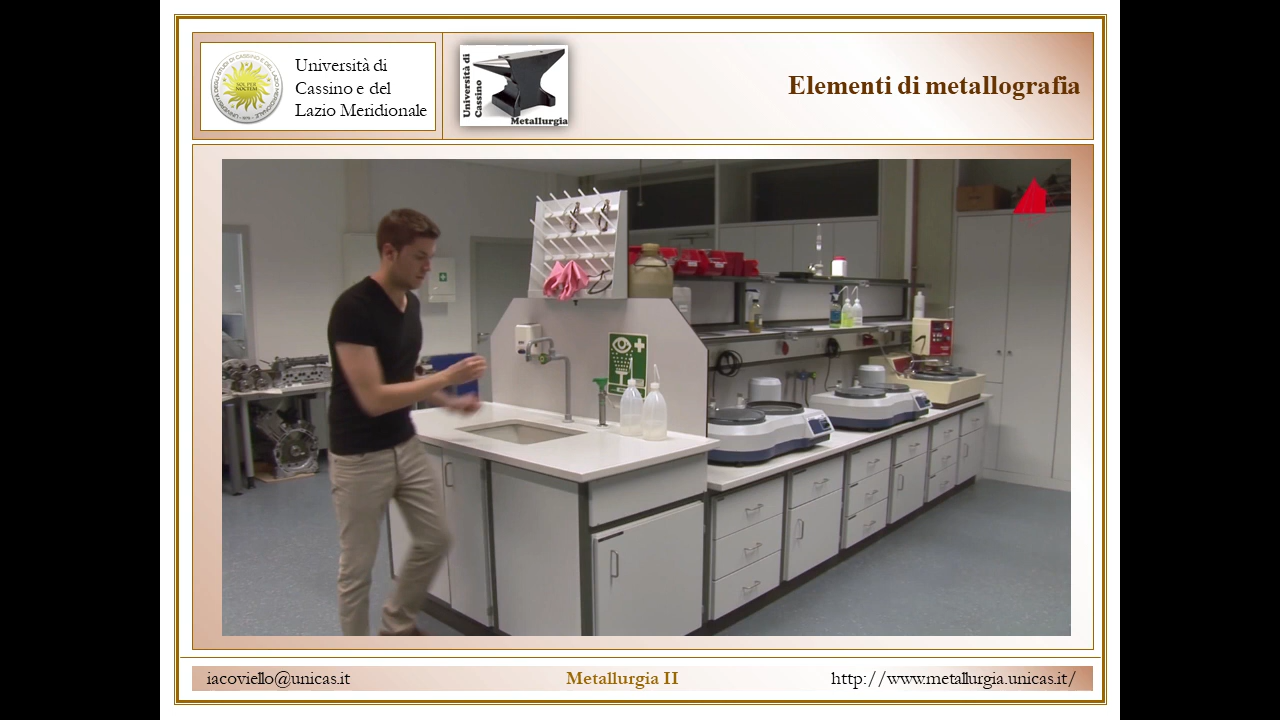 Università di
Cassino e del
Lazio Meridionale
Università di
Cassino
Metallurgia
Elementi di metallografia
iacoviello@unicas.it
Metallurgia II
http://www.metallurgia.unicas.it/